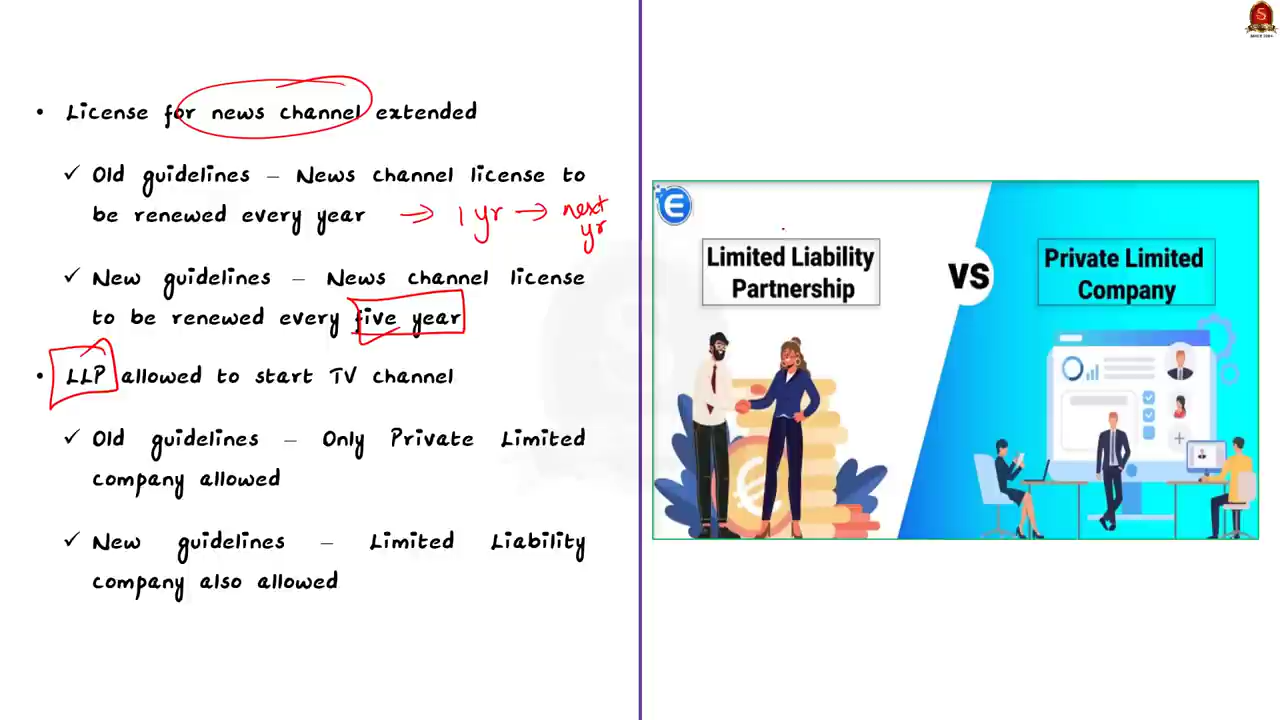 • License for news channel extended
✓ Old guidelines – News channel license to
be renewed every year → 1 yr → next yr
✓ New guidelines – News channel license
to be renewed every five year
• LLP allowed to start TV channel
✓ Old guidelines – Only Private Limited
company allowed
✓ New guidelines – Limited Liability
company also allowed
E
Limited Liability
Partnership
VS
Private Limited
Company